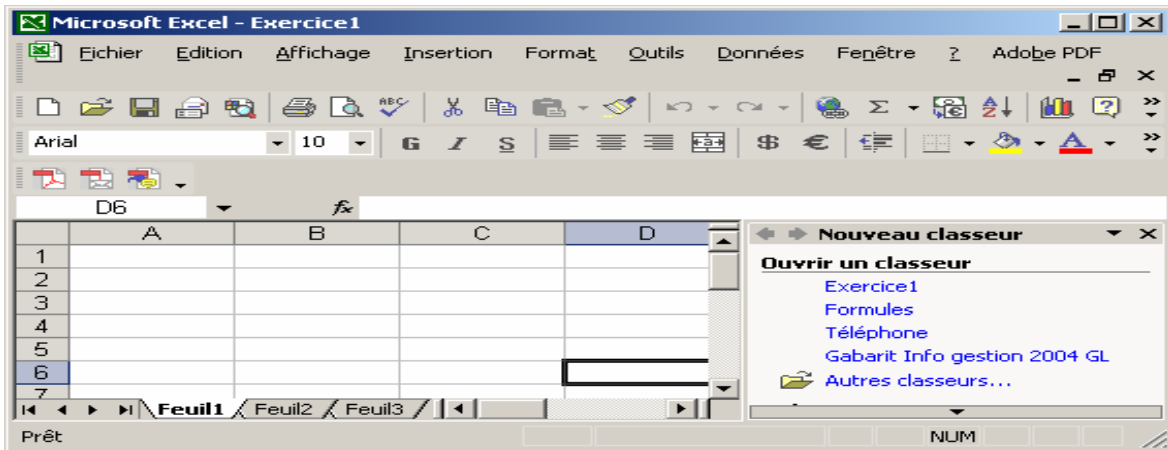 Microsoft Excel - Exercice1
Fichier Edition Affichage Insertion Format Outils Données Fenêtre ? Adobe PDF
ABC Σ € A Z ?
Arial 10 G I S a $ € A
D6 fx
A B C D
Nouveau classeur
1
Ouvrir un classeur
2
Exercice1
3
Formules
4
Téléphone
5
Gabarit Info gestion 2004 GL
6
Autres classeurs...
7
Feuil1 Feuil2 Feuil3
Prêt NUM